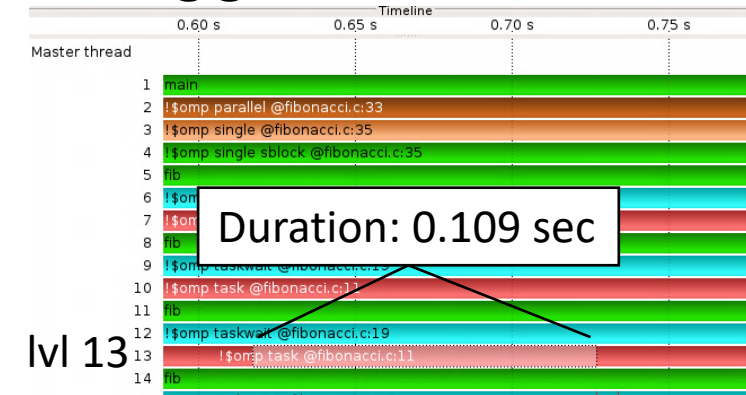 Timeline
0.60 s 0.65 s 0.70 s 0.75 s
Master thread
1 main
2 !$omp parallel @fibonacci.c:33
3 !$omp single @fibonacci.c:35
4 !$omp single sblock @fibonacci.c:35
5 fib
6 !$om
7 !$om
8 fib
Duration: 0.109 sec
9 !$omp taskwait @fibonacci.c:19
10 !$omp task @fibonacci.c:11
11 fib
12 !$omp taskwait @fibonacci.c:19
lvl 13 13 !$omp task @fibonacci.c:11
14 fib